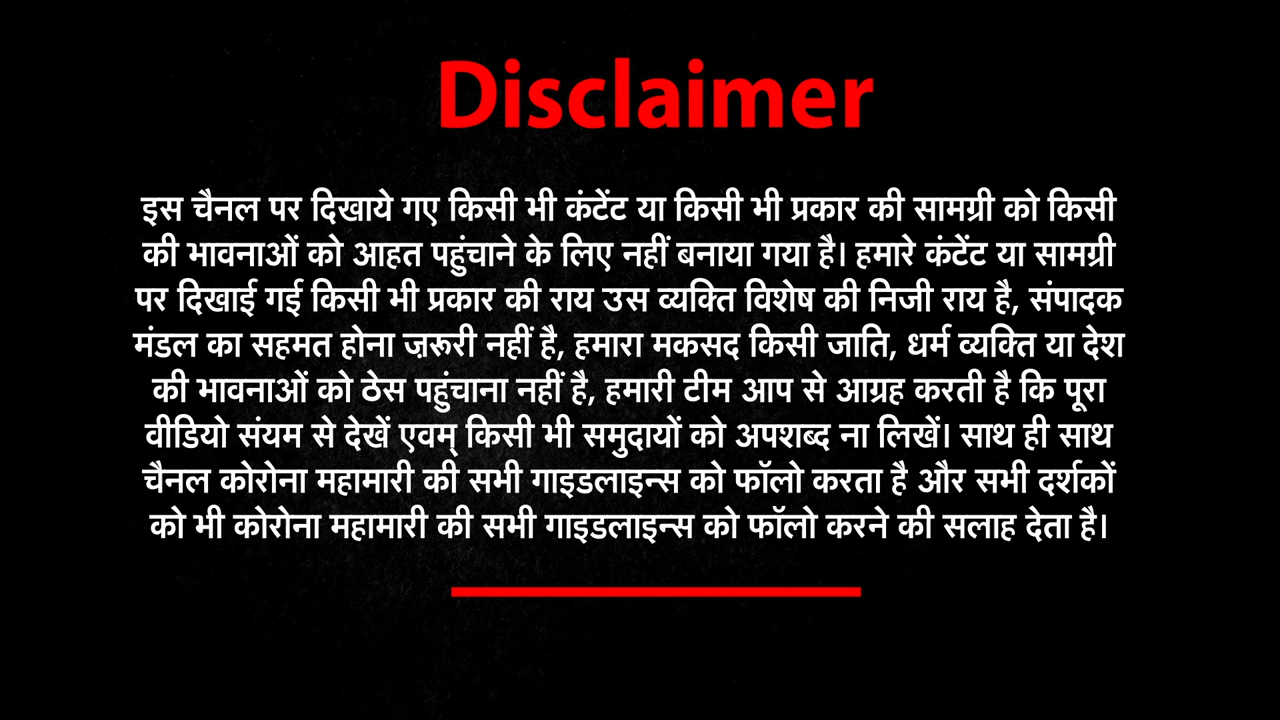 Disclaimer
इस चैनल पर दिखाये गए किसी भी कंटेंट या किसी भी प्रकार की सामग्री को किसी
की भावनाओं को आहत पहुंचाने के लिए नहीं बनाया गया है। हमारे कंटेंट या सामग्री
पर दिखाई गई किसी भी प्रकार की राय उस व्यक्ति विशेष की निजी राय है, संपादक
मंडल का सहमत होना ज़रूरी नहीं है, हमारा मकसद किसी जाति, धर्म व्यक्ति या देश
की भावनाओं को ठेस पहुंचाना नहीं है, हमारी टीम आप से आग्रह करती है कि पूरा
वीडियो संयम से देखें एवम् किसी भी समुदायों को अपशब्द ना लिखें। साथ ही साथ
चैनल कोरोना महामारी की सभी गाइडलाइन्स को फॉलो करता है और सभी दर्शकों
को भी कोरोना महामारी की सभी गाइडलाइन्स को फॉलो करने की सलाह देता है।